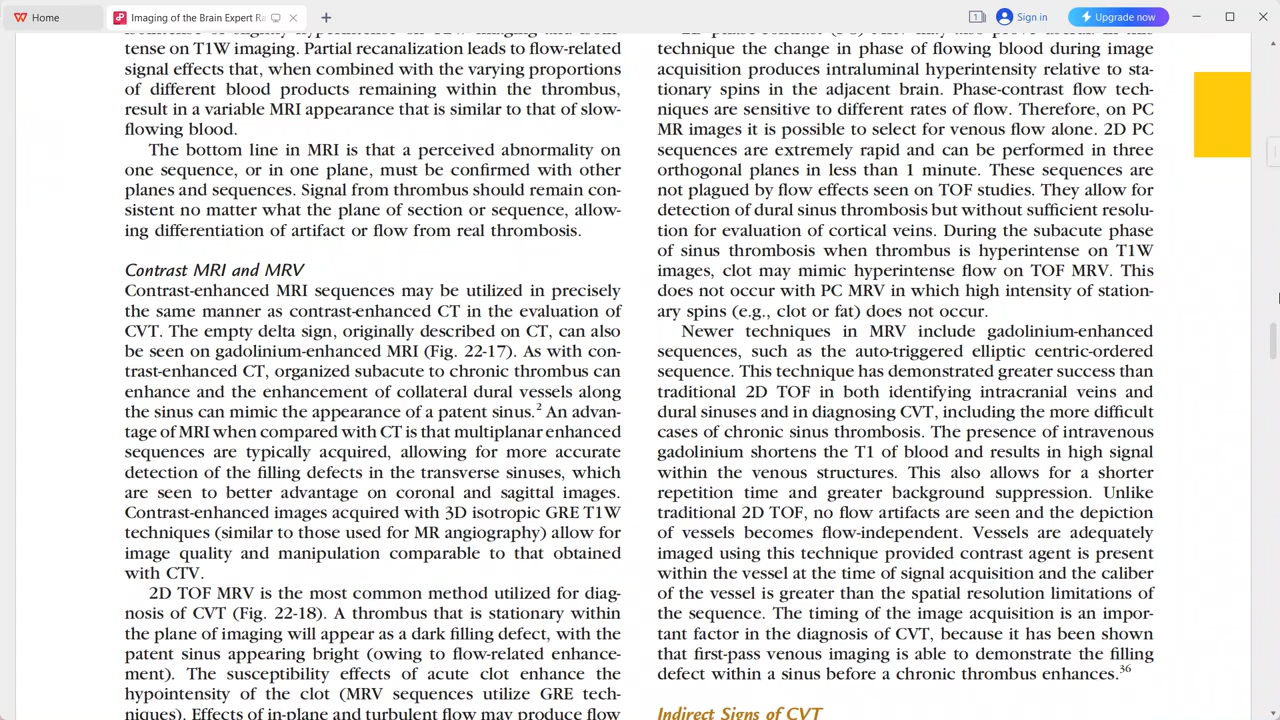 Home
Imaging of the Brain Expert Ra
Sign in
Upgrade now
tense on T1W imaging. Partial recanalization leads to flow-related
signal effects that, when combined with the varying proportions
of different blood products remaining within the thrombus,
result in a variable MRI appearance that is similar to that of slow-
flowing blood.
The bottom line in MRI is that a perceived abnormality on
one sequence, or in one plane, must be confirmed with other
planes and sequences. Signal from thrombus should remain con-
sistent no matter what the plane of section or sequence, allow-
ing differentiation of artifact or flow from real thrombosis.
Contrast MRI and MRV
Contrast-enhanced MRI sequences may be utilized in precisely
the same manner as contrast-enhanced CT in the evaluation of
CVT. The empty delta sign, originally described on CT, can also
be seen on gadolinium-enhanced MRI (Fig. 22-17). As with con-
trast-enhanced CT, organized subacute to chronic thrombus can
enhance and the enhancement of collateral dural vessels along
the sinus can mimic the appearance of a patent sinus.2 An advan-
tage of MRI when compared with CT is that multiplanar enhanced
sequences are typically acquired, allowing for more accurate
detection of the filling defects in the transverse sinuses, which
are seen to better advantage on coronal and sagittal images.
Contrast-enhanced images acquired with 3D isotropic GRE T1W
techniques (similar to those used for MR angiography) allow for
image quality and manipulation comparable to that obtained
with CTV.
2D TOF MRV is the most common method utilized for diag-
nosis of CVT (Fig. 22-18). A thrombus that is stationary within
the plane of imaging will appear as a dark filling defect, with the
patent sinus appearing bright (owing to flow-related enhance-
ment). The susceptibility effects of acute clot enhance the
hypointensity of the clot (MRV sequences utilize GRE tech-
niques). Effects of in-plane and turbulent flow may produce flow
technique the change in phase of flowing blood during image
acquisition produces intraluminal hyperintensity relative to sta-
tionary spins in the adjacent brain. Phase-contrast flow tech-
niques are sensitive to different rates of flow. Therefore, on PC
MR images it is possible to select for venous flow alone. 2D PC
sequences are extremely rapid and can be performed in three
orthogonal planes in less than 1 minute. These sequences are
not plagued by flow effects seen on TOF studies. They allow for
detection of dural sinus thrombosis but without sufficient resolu-
tion for evaluation of cortical veins. During the subacute phase
of sinus thrombosis when thrombus is hyperintense on T1W
images, clot may mimic hyperintense flow on TOF MRV. This
does not occur with PC MRV in which high intensity of station-
ary spins (e.g., clot or fat) does not occur.
Newer techniques in MRV include gadolinium-enhanced
sequences, such as the auto-triggered elliptic centric-ordered
sequence. This technique has demonstrated greater success than
traditional 2D TOF in both identifying intracranial veins and
dural sinuses and in diagnosing CVT, including the more difficult
cases of chronic sinus thrombosis. The presence of intravenous
gadolinium shortens the T1 of blood and results in high signal
within the venous structures. This also allows for a shorter
repetition time and greater background suppression. Unlike
traditional 2D TOF, no flow artifacts are seen and the depiction
of vessels becomes flow-independent. Vessels are adequately
imaged using this technique provided contrast agent is present
within the vessel at the time of signal acquisition and the caliber
of the vessel is greater than the spatial resolution limitations of
the sequence. The timing of the image acquisition is an impor-
tant factor in the diagnosis of CVT, because it has been shown
that first-pass venous imaging is able to demonstrate the filling
defect within a sinus before a chronic thrombus enhances.36
Indirect Signs of CVT